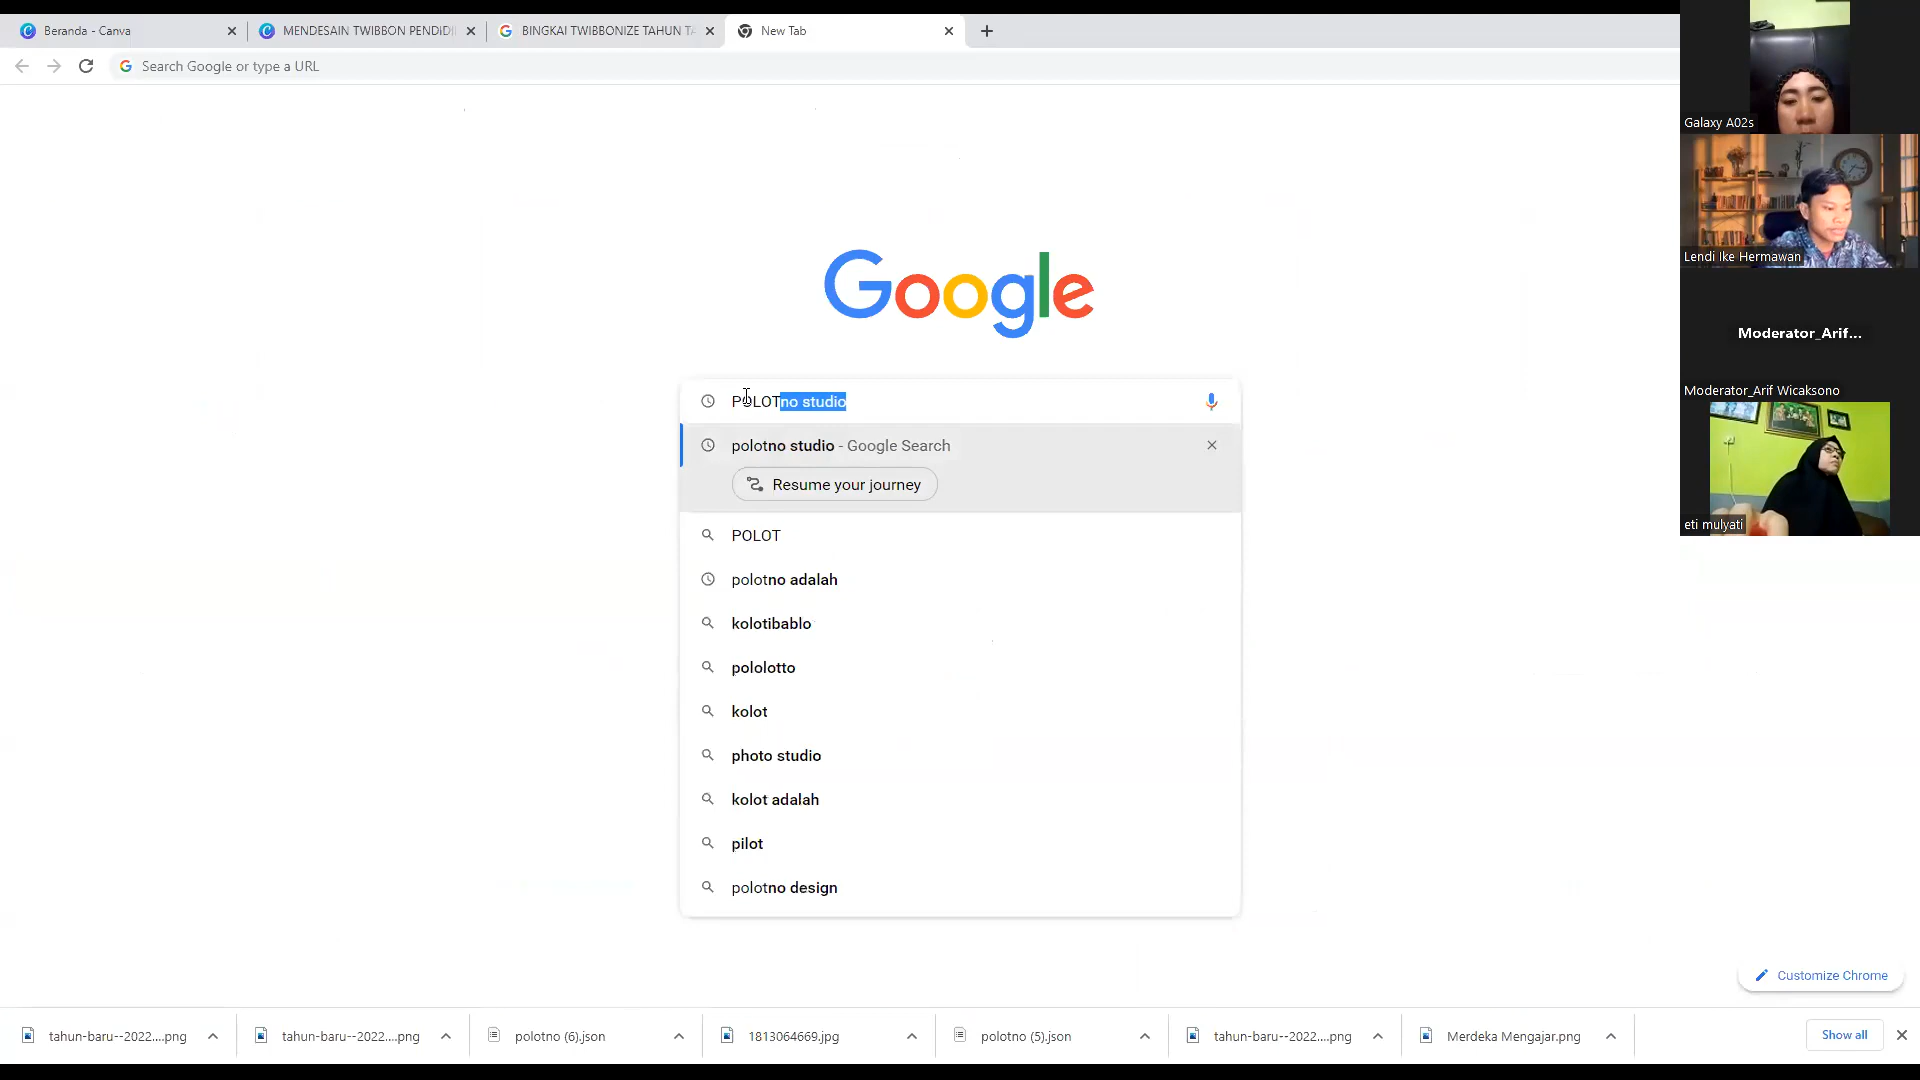 Beranda - Canva
MENDESAIN TWIBBON PENDIDI
BINGKAI TWIBBONIZE TAHUN TA
New Tab
Search Google or type a URL
Google
POLOTno studio
polotno studio - Google Search
Resume your journey
POLOT
polotno adalah
kolotibablo
pololotto
kolot
photo studio
kolot adalah
pilot
polotno design
Customize Chrome
tahun-baru--2022....png
tahun-baru--2022....png
polotno (6).json
1813064669.jpg
polotno (5).json
tahun-baru--2022....png
Merdeka Mengajar.png
Show all
Galaxy A02s
Lendi Ike Hermawan
Moderator_Arif...
Moderator_Arif Wicaksono
eti mulyati